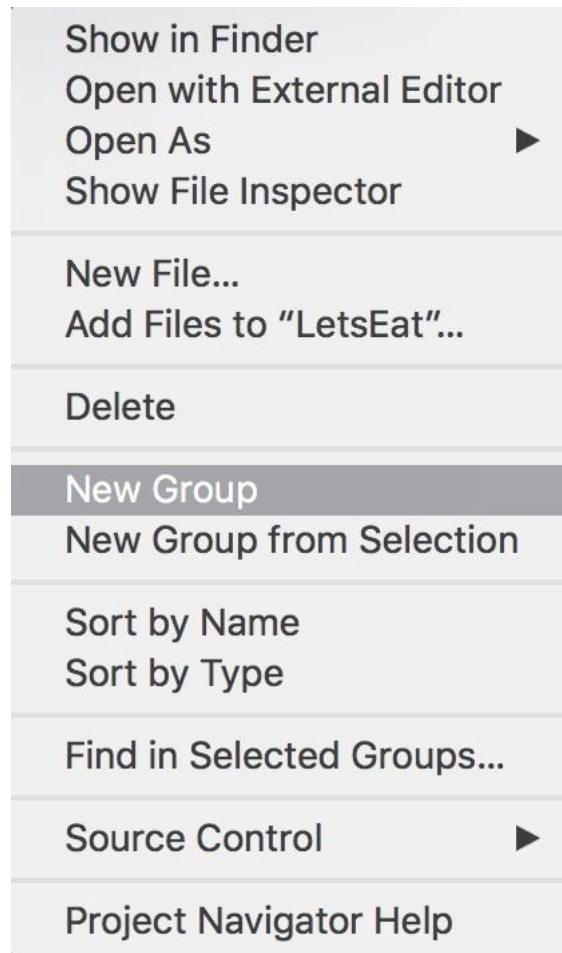 Show in Finder
Open with External Editor
Open As
Show File Inspector
New File...
Add Files to “LetsEat”...
Delete
New Group
New Group from Selection
Sort by Name
Sort by Type
Find in Selected Groups...
Source Control
Project Navigator Help